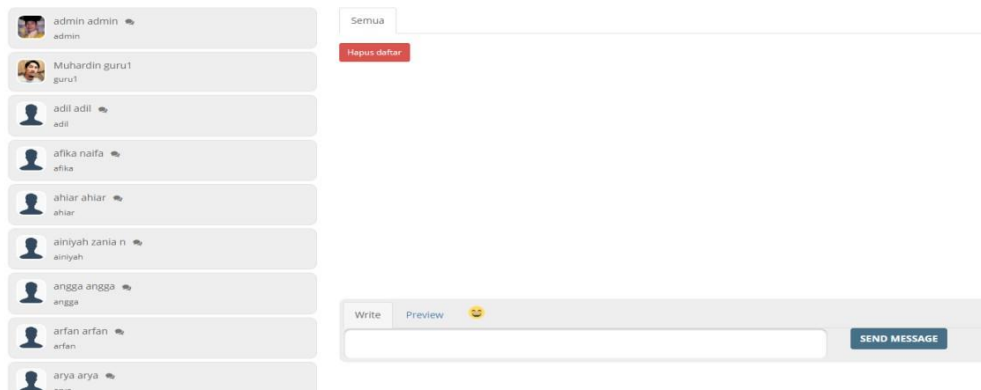 admin admin
admin
Muhardin guru1
guru1
adil adil
adil
afika naifa
afika
ahiar ahiar
ahiar
ainiyah zania n
ainiyah
angga angga
angga
arfan arfan
arfan
arya arya
Semua
Hapus daftar
Write Preview
SEND MESSAGE